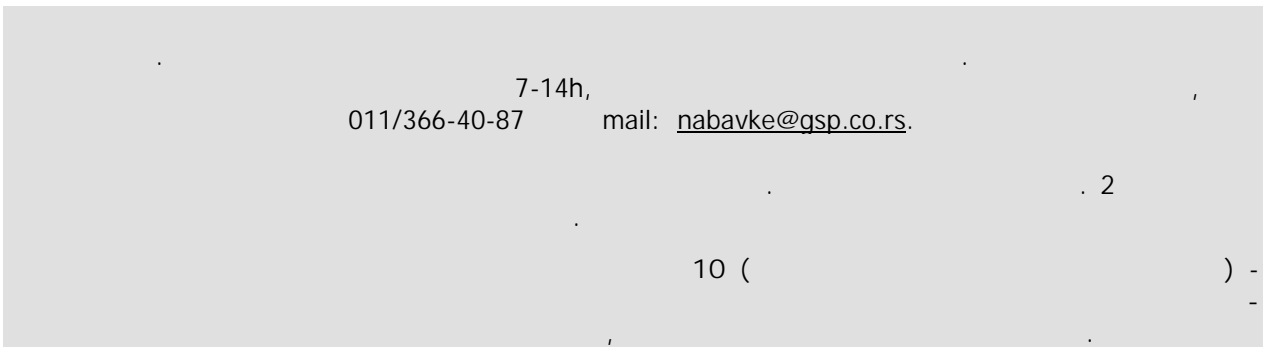 . .
7-14h, ,
011/366-40-87 mail: nabavke@gsp.co.rs.
. . 2
.
10 ( ) -
-
, .